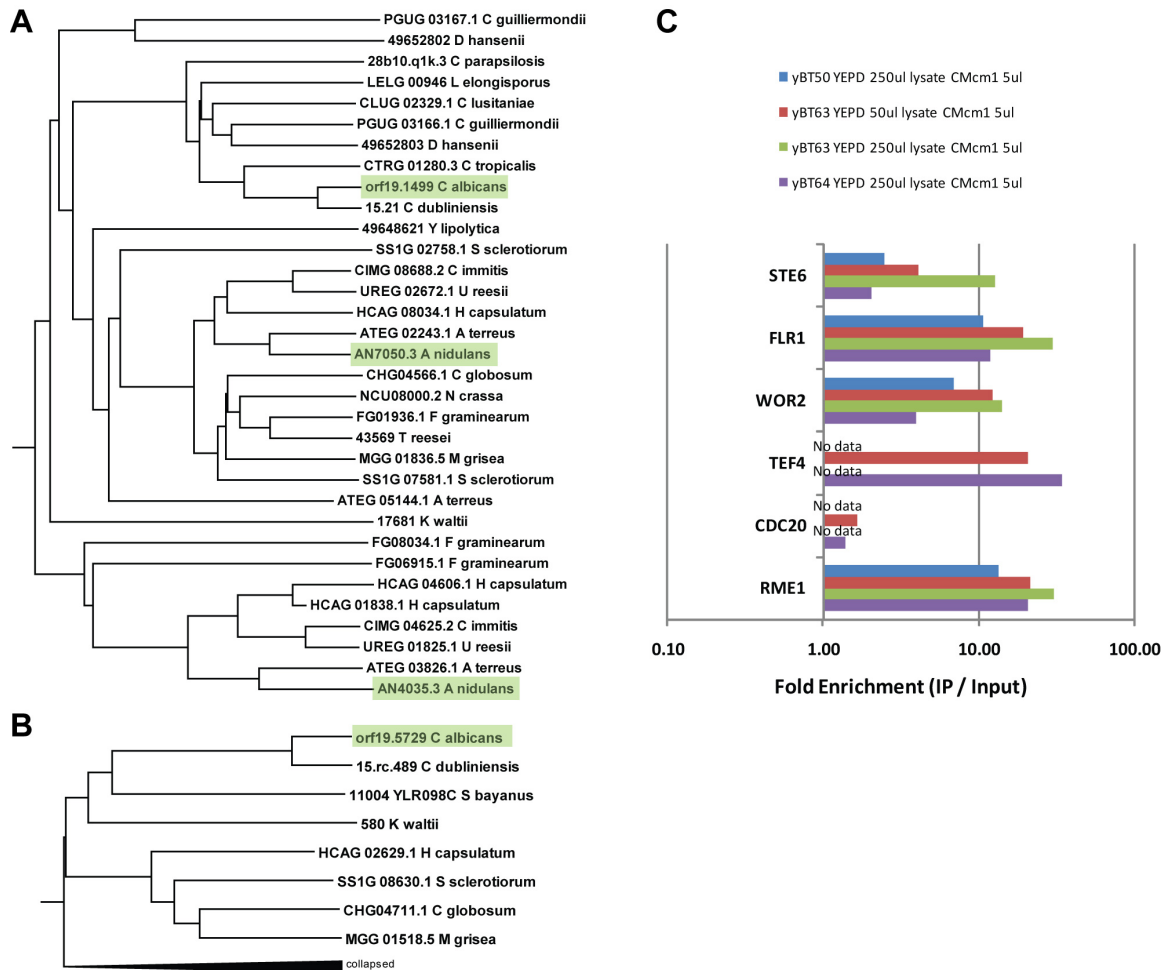 A
PGUG 03167.1 C guilliermondii
49652802 D hansenii
28b10.q1k.3 C parapsilosis
LELG 00946 L elongisporus
CLUG 02329.1 C lusitaniae
PGUG 03166.1 C guilliermondii
49652803 D hansenii
CTRG 01280.3 C tropicalis
orf19.1499 C albicans
15.21 C dubliniensis
49648621 Y lipolytica
SS1G 02758.1 S sclerotiorum
CIMG 08688.2 C immitis
UREG 02672.1 U reesii
HCAG 08034.1 H capsulatum
ATEG 02243.1 A terreus
AN7050.3 A nidulans
CHG04566.1 C globosum
NCU08000.2 N crassa
FG01936.1 F graminearum
43569 T reesei
MGG 01836.5 M grisea
SS1G 07581.1 S sclerotiorum
ATEG 05144.1 A terreus
17681 K waltii
FG08034.1 F graminearum
FG06915.1 F graminearum
HCAG 04606.1 H capsulatum
HCAG 01838.1 H capsulatum
CIMG 04625.2 C immitis
UREG 01825.1 U reesii
ATEG 03826.1 A terreus
AN4035.3 A nidulans
B
orf19.5729 C albicans
15.rc.489 C dubliniensis
11004 YLR098C S bayanus
580 K waltii
HCAG 02629.1 H capsulatum
SS1G 08630.1 S sclerotiorum
CHG04711.1 C globosum
MGG 01518.5 M grisea
collapsed
C
yBT50 YEPD 250ul lysate CMcm1 5ul
yBT63 YEPD 50ul lysate CMcm1 5ul
yBT63 YEPD 250ul lysate CMcm1 5ul
yBT64 YEPD 250ul lysate CMcm1 5ul
STE6
FLR1
WOR2
No data
TEF4
No data
No data
CDC20
No data
RME1
0.10 1.00 10.00 100.00
Fold Enrichment (IP / Input)